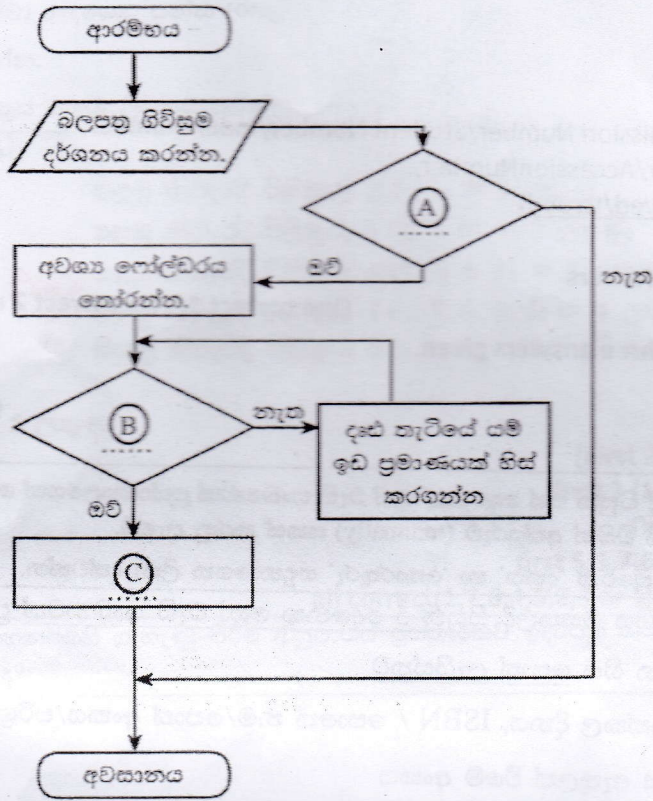 ආරම්භය
බලපත්‍ර ගිවිසුම
දර්ශනය කරන්න.
A
ඔව්
නැත
අවශ්‍ය ෆෝල්ඩරය
තෝරන්න.
B
නැත
දෘඪ තැටියේ යම්
ඉඩ ප්‍රමාණයක් හිස්
කරගන්න
ඔව්
C
අවසානය